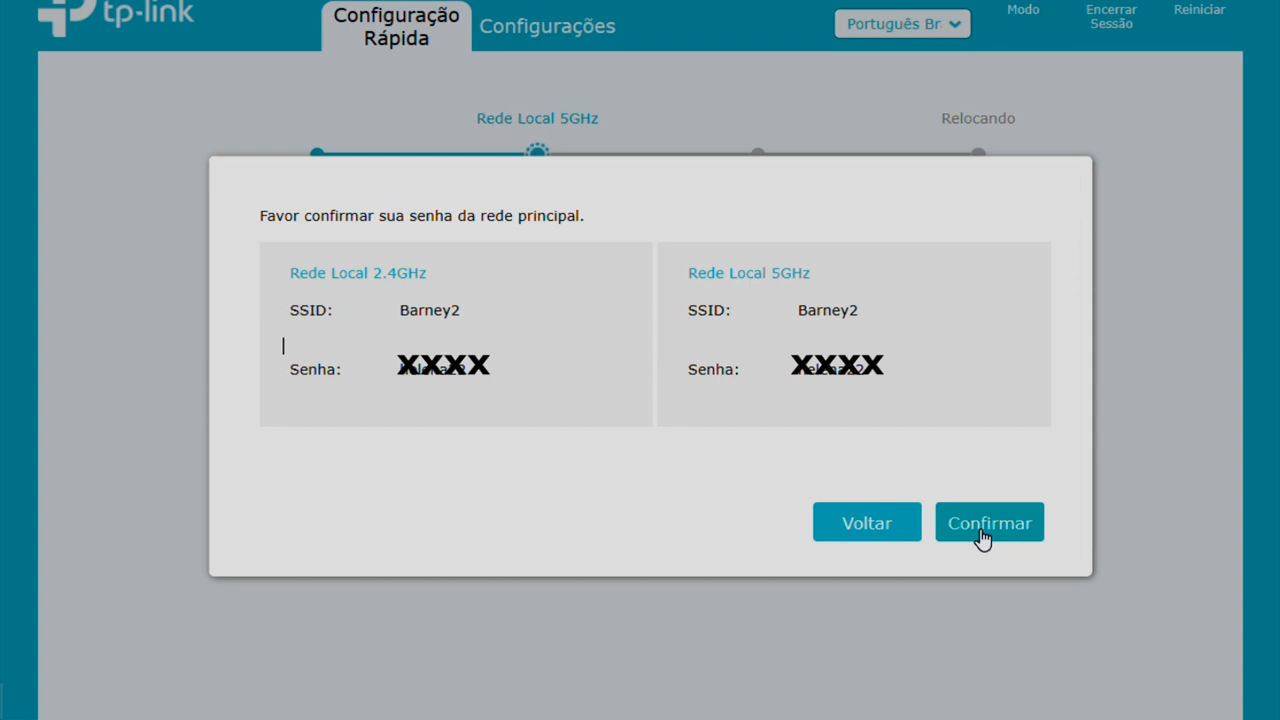 tp-link
Configuração
Rápida
Configurações
Português Br
Modo
Encerrar
Sessão
Reiniciar
Rede Local 5GHz
Relocando
Favor confirmar sua senha da rede principal.
Rede Local 2.4GHz
SSID: Barney2
Senha: XXXX
Rede Local 5GHz
SSID: Barney2
Senha: XXXX
Voltar
Confirmar